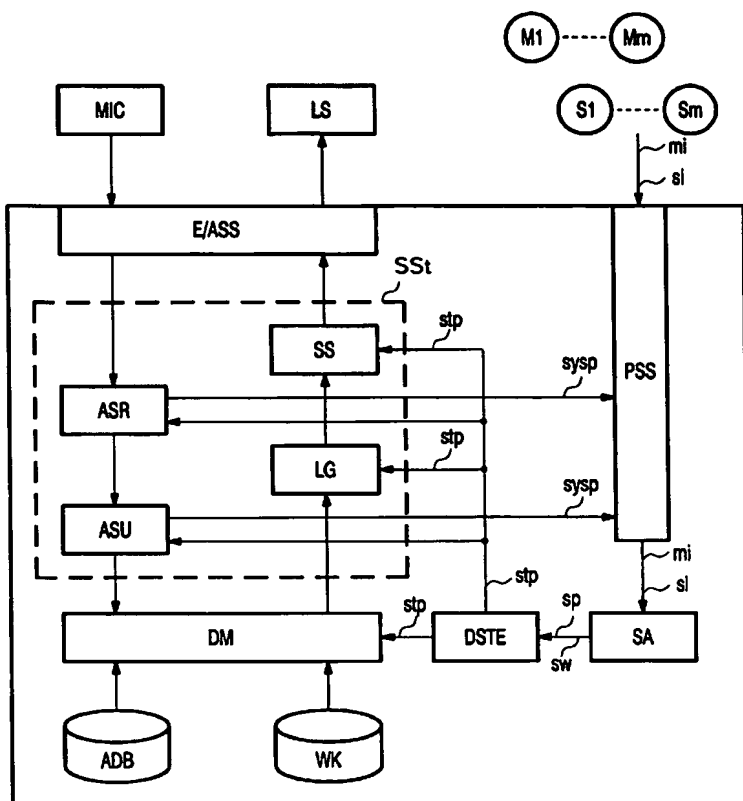 M1 Mm
MIC LS S1 Sm
mi
si
E/ASS
SSt
SS stp
PSS
sysp
ASR
stp
LG
sysp
ASU
mi
stp si
stp sp
DM DSTE SA
sw
ADB WK